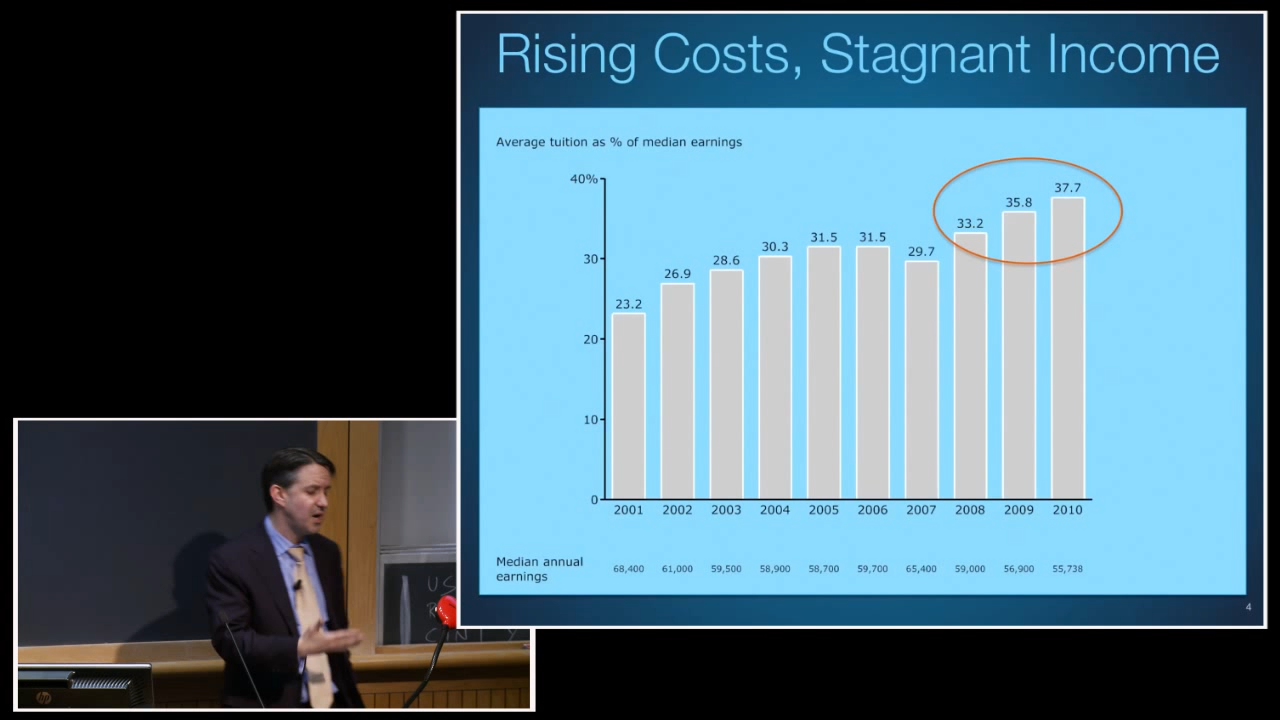 Rising Costs, Stagnant Income
Average tuition as % of median earnings
40%
30
20
10
0
23.2
26.9
28.6
30.3
31.5
31.5
29.7
33.2
35.8
37.7
2001 2002 2003 2004 2005 2006 2007 2008 2009 2010
Median annual
earnings
68,400 61,000 59,500 58,900 58,700 59,700 65,400 59,000 56,900 55,738
4
hp